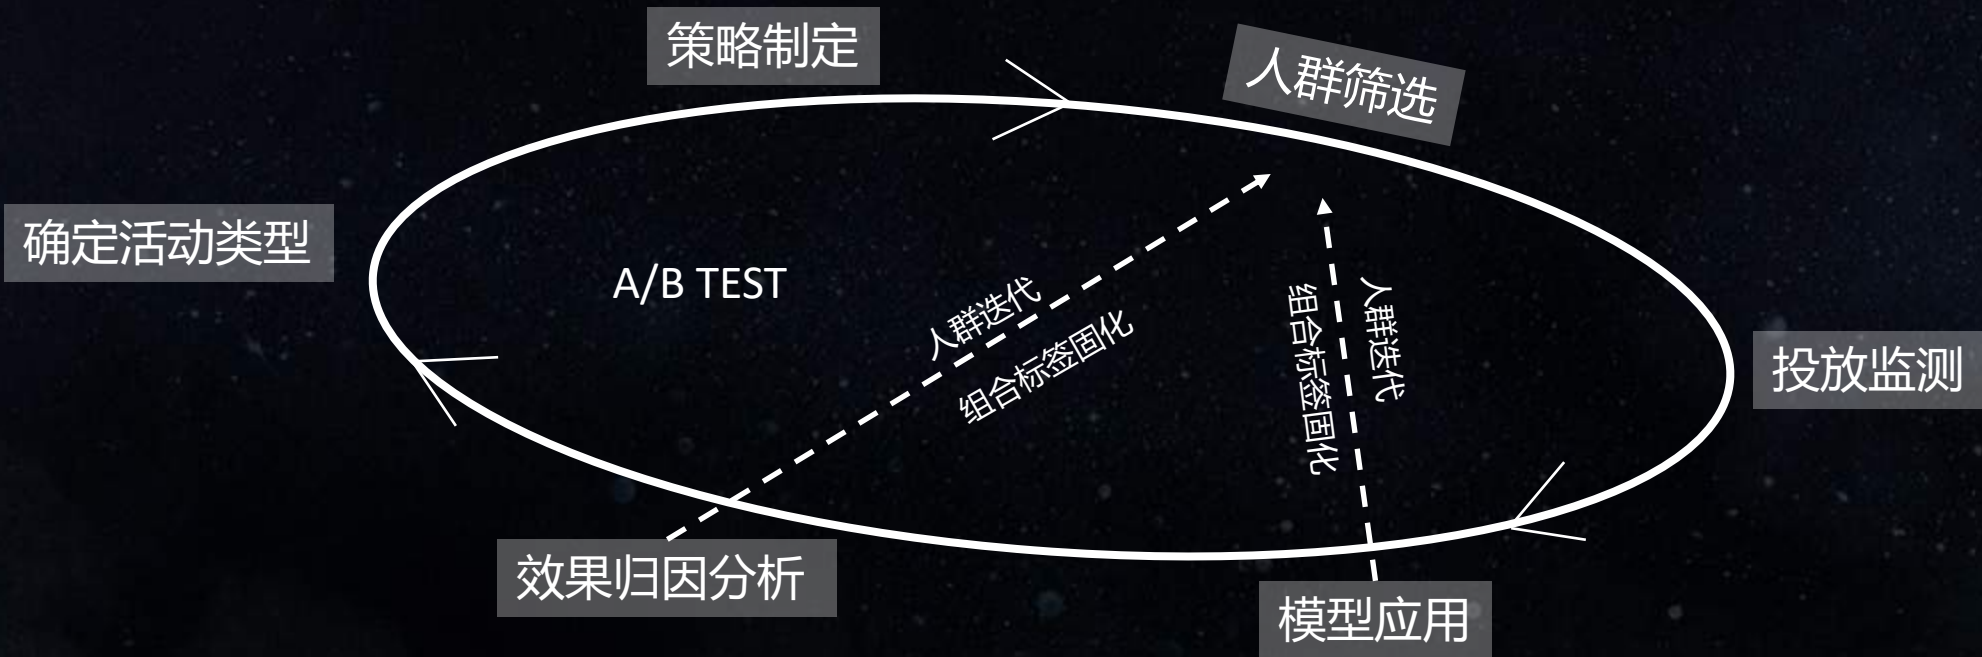 策略制定
人群筛选
确定活动类型
A/B TEST
人群迭代
组合标签固化
人群迭代
组合标签固化
投放监测
效果归因分析
模型应用